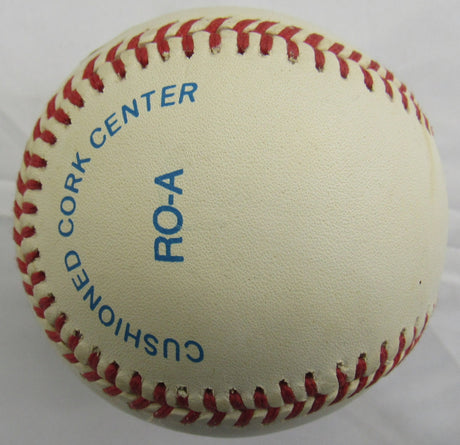 CUSHIONED CORK CENTER
RO-A